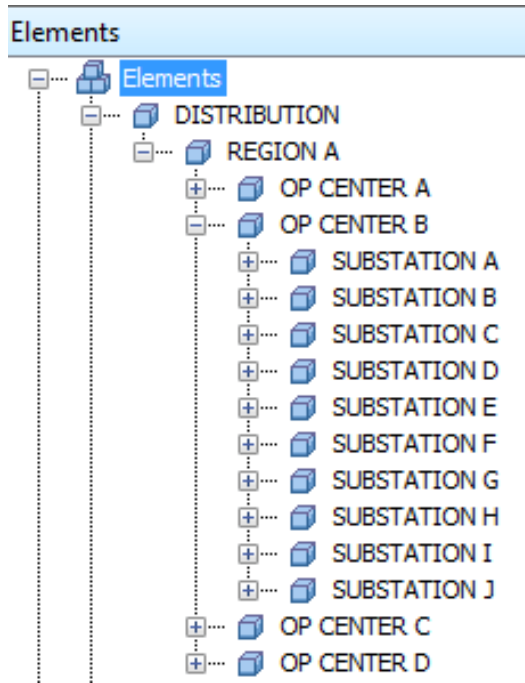 Elements
Elements
DISTRIBUTION
REGION A
OP CENTER A
OP CENTER B
SUBSTATION A
SUBSTATION B
SUBSTATION C
SUBSTATION D
SUBSTATION E
SUBSTATION F
SUBSTATION G
SUBSTATION H
SUBSTATION I
SUBSTATION J
OP CENTER C
OP CENTER D